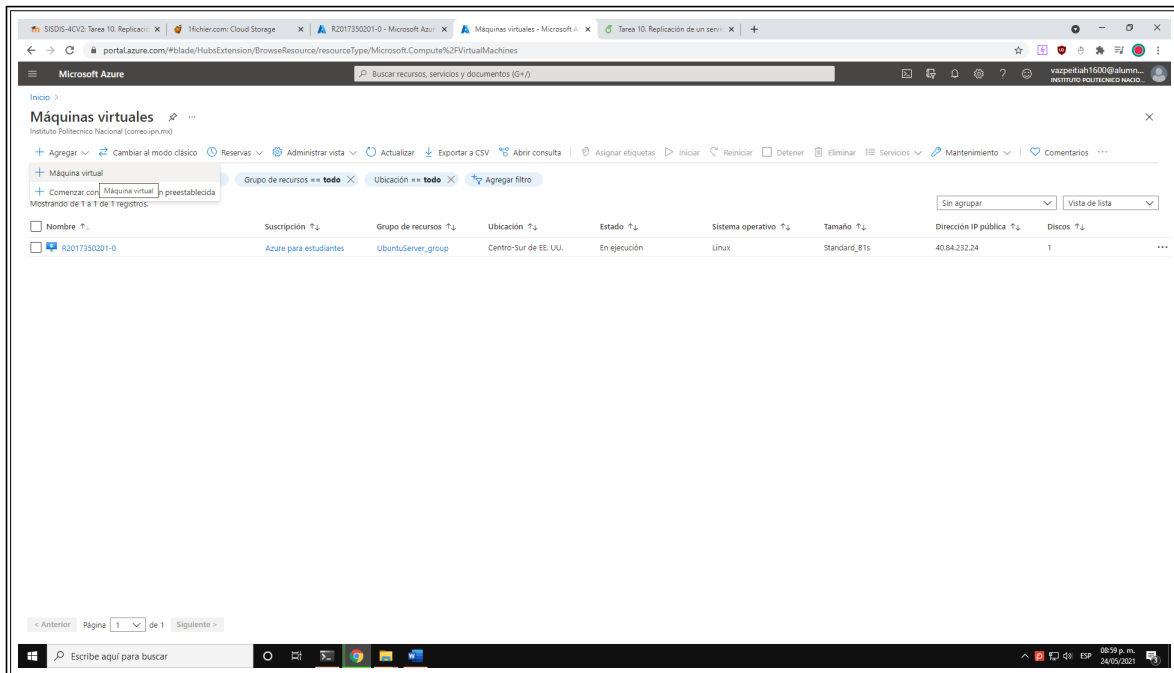 SISDIS-4CV2: Tarea 10. Replicaci
1fichier.com: Cloud Storage
R2017350201-0 - Microsoft Azur
Máquinas virtuales - Microsoft A
Tarea 10. Replicación de un servic
portal.azure.com/#blade/HubsExtension/BrowseResource/resourceType/Microsoft.Compute%2FVirtualMachines
Microsoft Azure
Buscar recursos, servicios y documentos (G+/)
vazpeitiah1600@alumn...
INSTITUTO POLITECNICO NACIO...
Inicio >
Máquinas virtuales
Instituto Politecnico Nacional (correo.ipn.mx)
Agregar Cambiar al modo clásico Reservas Administrar vista Actualizar Exportar a CSV Abrir consulta Asignar etiquetas Iniciar Reiniciar Detener Eliminar Servicios Mantenimiento Comentarios
Máquina virtual
Grupo de recursos == todo Ubicación == todo Agregar filtro
Comenzar con Máquina virtual n preestablecida
Mostrando de 1 a 1 de 1 registros.
Sin agrupar Vista de lista
Nombre Suscripción Grupo de recursos Ubicación Estado Sistema operativo Tamaño Dirección IP pública Discos
R2017350201-0 Azure para estudiantes UbuntuServer_group Centro-Sur de EE. UU. En ejecución Linux Standard_B1s 40.84.232.24 1
< Anterior Página 1 de 1 Siguiente >
Escribe aquí para buscar
ESP
08:59 p. m.
24/05/2021
3